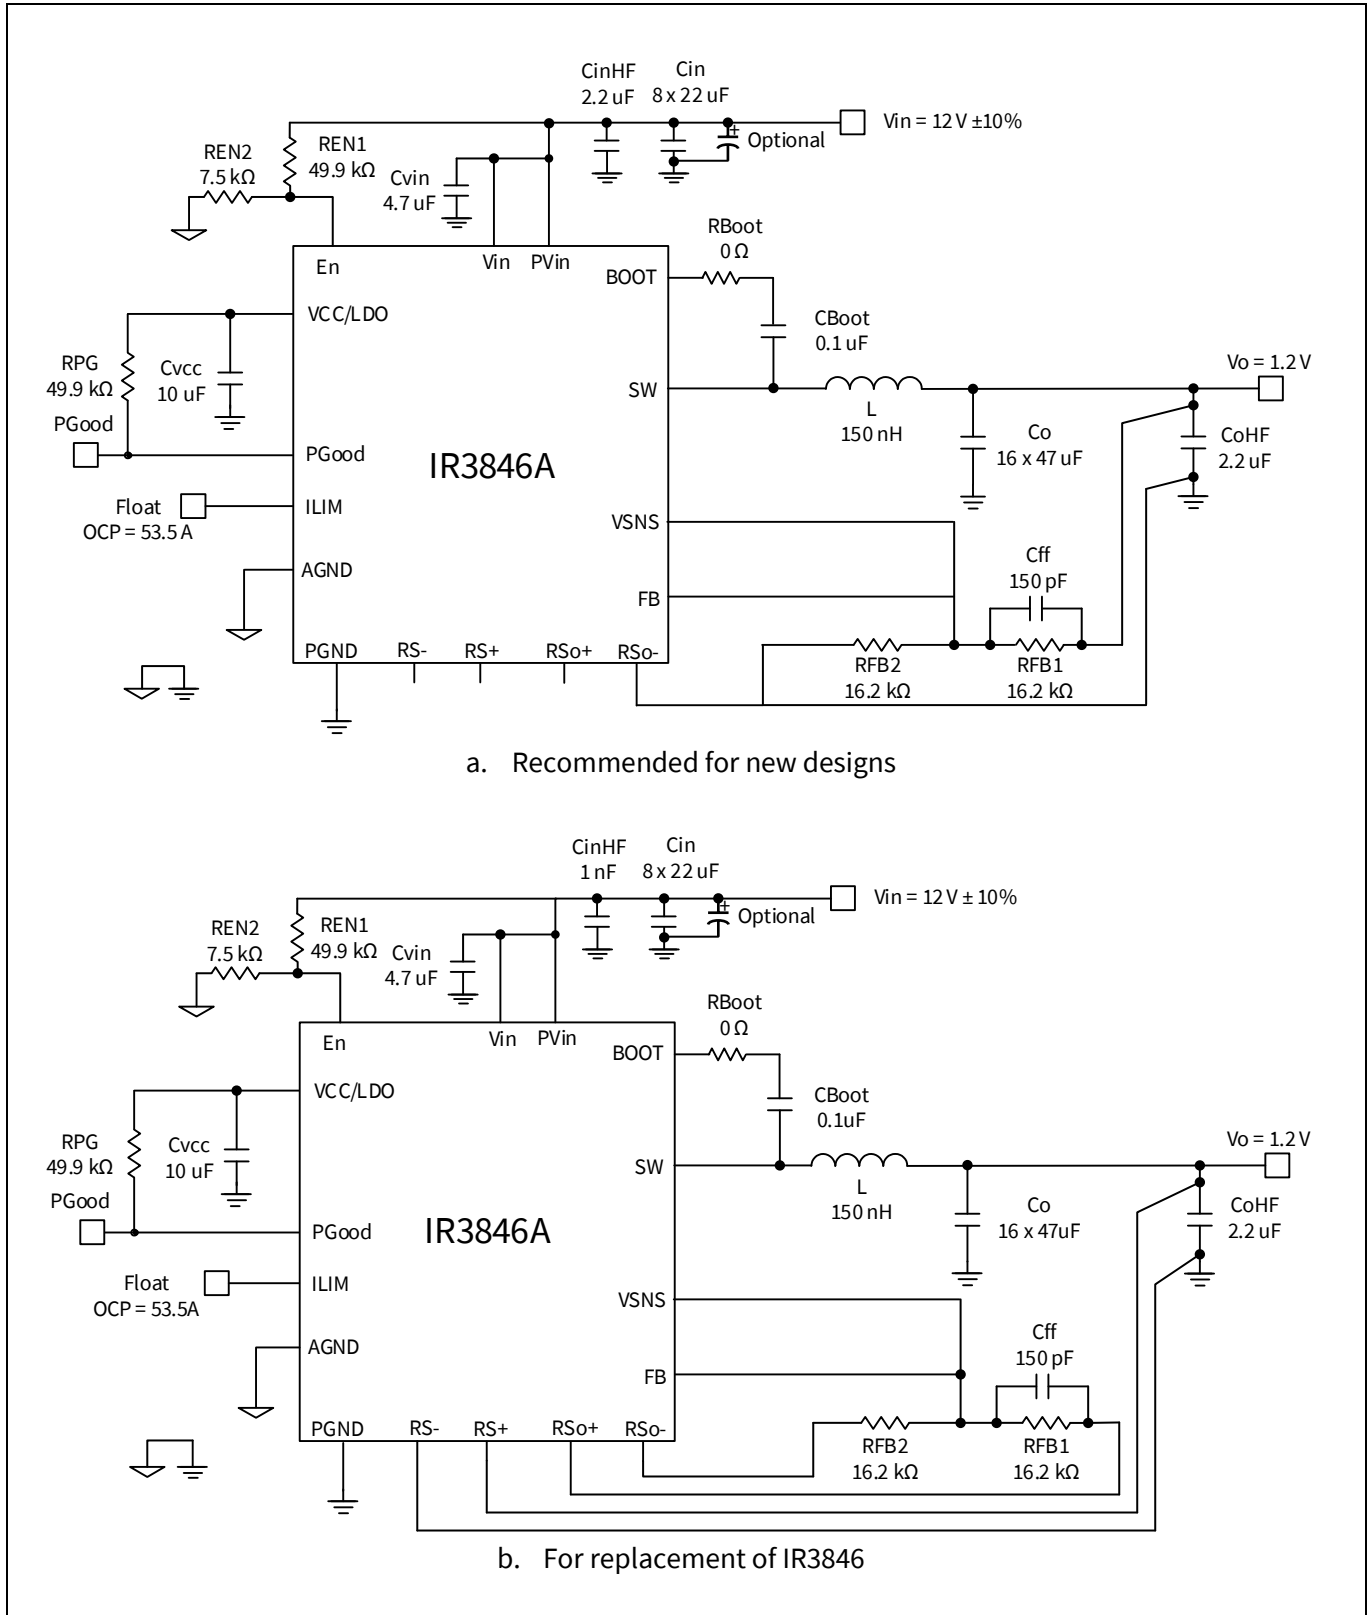 CinHF
2.2 uF
Cin
8 x 22 uF
Vin = 12 V ±10%
+
Optional
REN2
7.5 kΩ
REN1
49.9 kΩ
Cvin
4.7 uF
En
Vin
PVin
BOOT
RBoot
0 Ω
VCC/LDO
CBoot
0.1 uF
RPG
49.9 kΩ
Cvcc
10 uF
SW
L
150 nH
Vo = 1.2 V
Co
16 x 47 uF
CoHF
2.2 uF
PGood
PGood
IR3846A
Float
OCP = 53.5 A
ILIM
VSNS
AGND
FB
Cff
150 pF
PGND
RS-
RS+
RSo+
RSo-
RFB2
16.2 kΩ
RFB1
16.2 kΩ
a. Recommended for new designs
CinHF
1 nF
Cin
8 x 22 uF
Vin = 12 V ± 10%
+
Optional
REN2
7.5 kΩ
REN1
49.9 kΩ
Cvin
4.7 uF
En
Vin
PVin
BOOT
RBoot
0 Ω
VCC/LDO
CBoot
0.1uF
RPG
49.9 kΩ
Cvcc
10 uF
SW
L
150 nH
Vo = 1.2 V
Co
16 x 47uF
CoHF
2.2 uF
PGood
PGood
IR3846A
Float
OCP = 53.5A
ILIM
VSNS
AGND
FB
Cff
150 pF
PGND
RS-
RS+
RSo+
RSo-
RFB2
16.2 kΩ
RFB1
16.2 kΩ
b. For replacement of IR3846